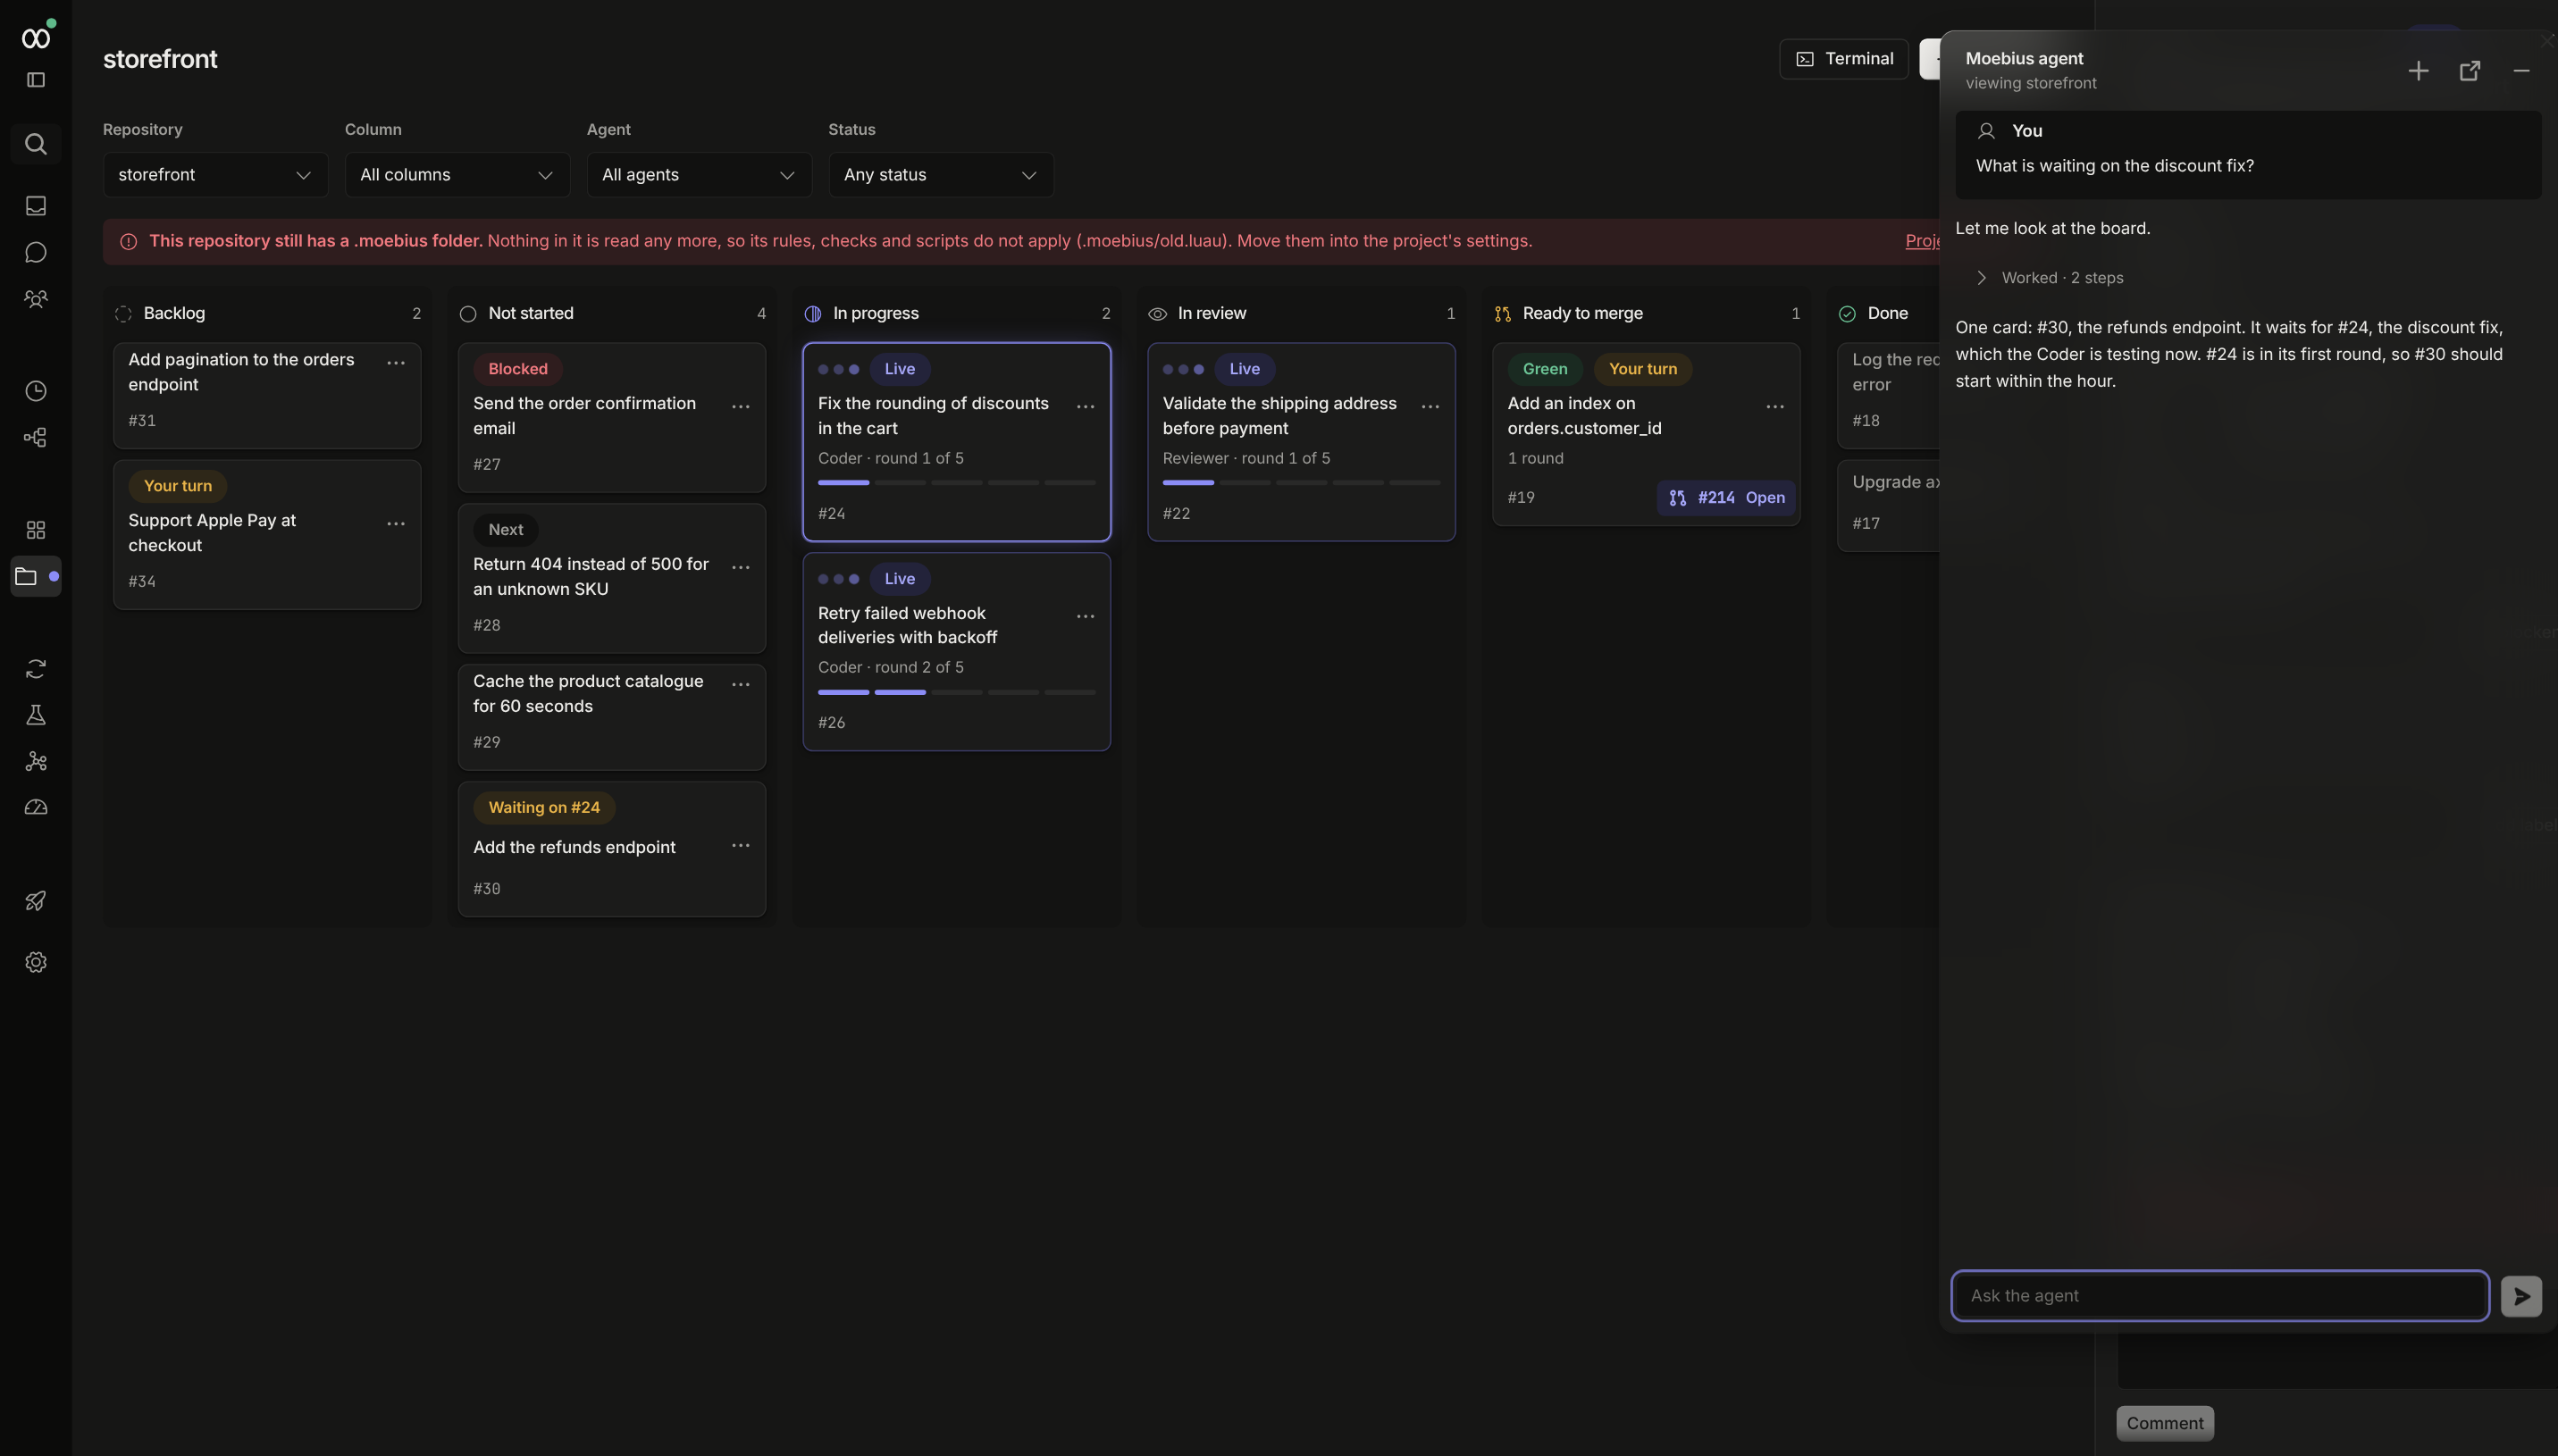 storefront
Terminal
Repository
Column
Agent
Status
storefront
All columns
All agents
Any status
This repository still has a .moebius folder. Nothing in it is read any more, so its rules, checks and scripts do not apply (.moebius/old.luau). Move them into the project's settings.
Backlog
2
Add pagination to the orders
endpoint
#31
Your turn
Support Apple Pay at
checkout
#34
Not started
4
Blocked
Send the order confirmation
email
#27
Next
Return 404 instead of 500 for
an unknown SKU
#28
Cache the product catalogue
for 60 seconds
#29
Waiting on #24
Add the refunds endpoint
#30
In progress
2
Live
Fix the rounding of discounts
in the cart
Coder · round 1 of 5
#24
Live
Retry failed webhook
deliveries with backoff
Coder · round 2 of 5
#26
In review
1
Live
Validate the shipping address
before payment
Reviewer · round 1 of 5
#22
Ready to merge
1
Green
Your turn
Add an index on
orders.customer_id
1 round
#19
#214 Open
Done
Log the
error
#18
Upgrade
#17
Moebius agent
viewing storefront
You
What is waiting on the discount fix?
Let me look at the board.
Worked · 2 steps
One card: #30, the refunds endpoint. It waits for #24, the discount fix,
which the Coder is testing now. #24 is in its first round, so #30 should
start within the hour.
Ask the agent
Comment